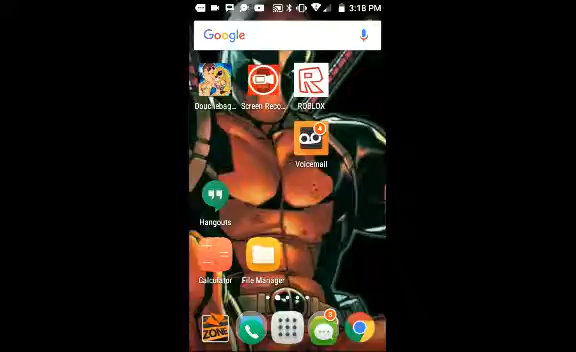 3:18 PM
Google
Douchebag...
Screen Reco...
ROBLOX
4
Voicemail
Hangouts
Calculator
File Manager
ZONE
3